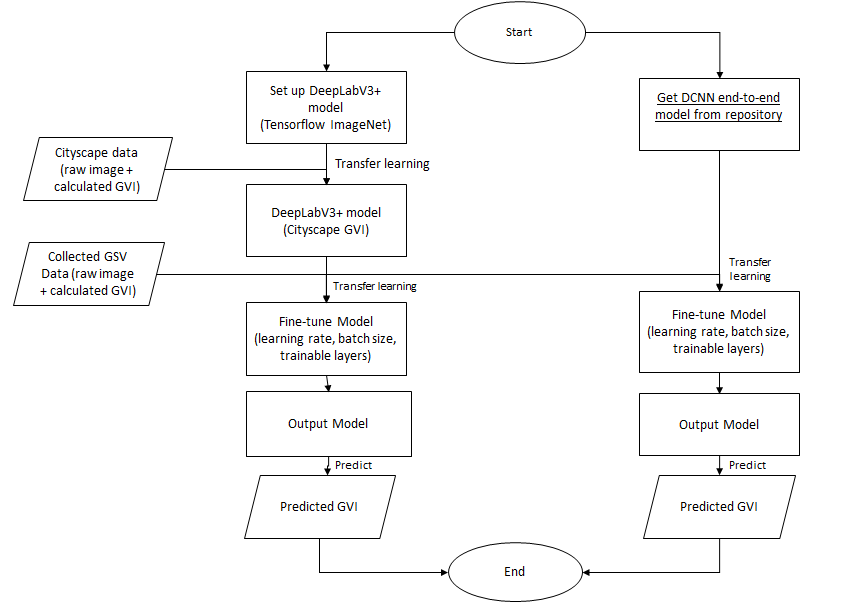 Start
Set up DeepLabV3+
model
(Tensorflow ImageNet)
Get DCNN end-to-end
model from repository
Cityscape data
(raw image +
calculated GVI)
Transfer learning
DeepLabV3+ model
(Cityscape GVI)
Collected GSV
Data (raw image
+ calculated GVI)
Transfer learning
Transfer
learning
Fine-tune Model
(learning rate, batch size,
trainable layers)
Fine-tune Model
(learning rate, batch size,
trainable layers)
Output Model
Output Model
Predict
Predict
Predicted GVI
Predicted GVI
End